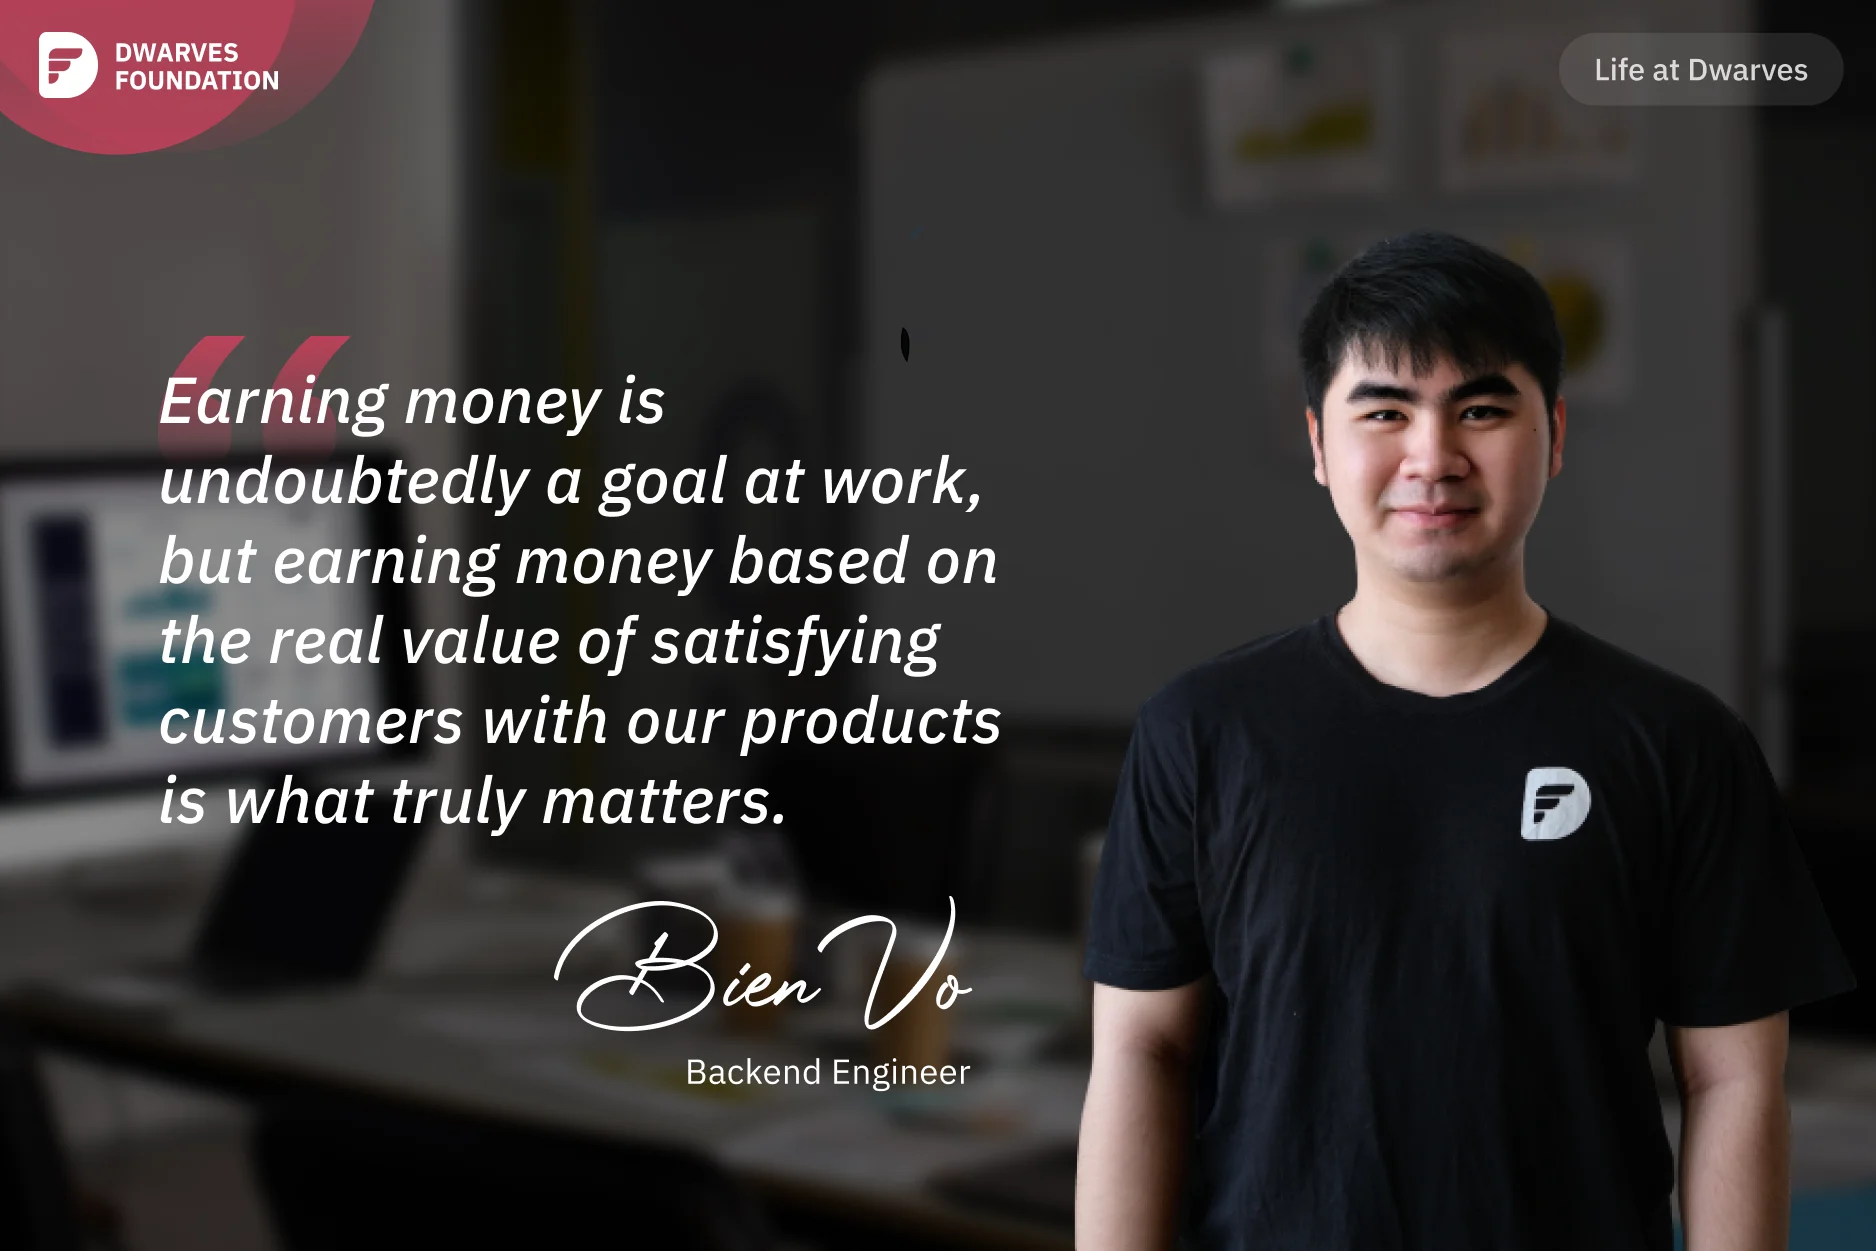 DWARVES
FOUNDATION
Life at Dwarves
Earning money is
undoubtedly a goal at work,
but earning money based on
the real value of satisfying
customers with our products
is what truly matters.
Bien Vo
Backend Engineer